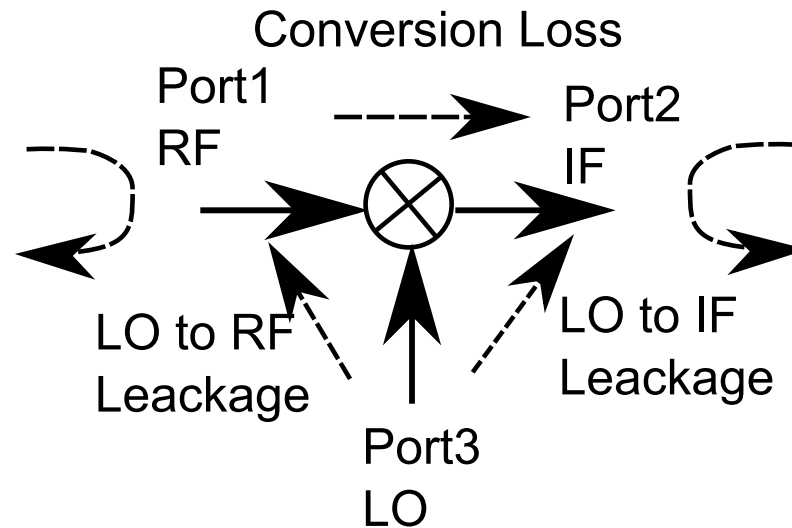 Conversion Loss
Port1
RF
Port2
IF
LO to RF
Leackage
LO to IF
Leackage
Port3
LO